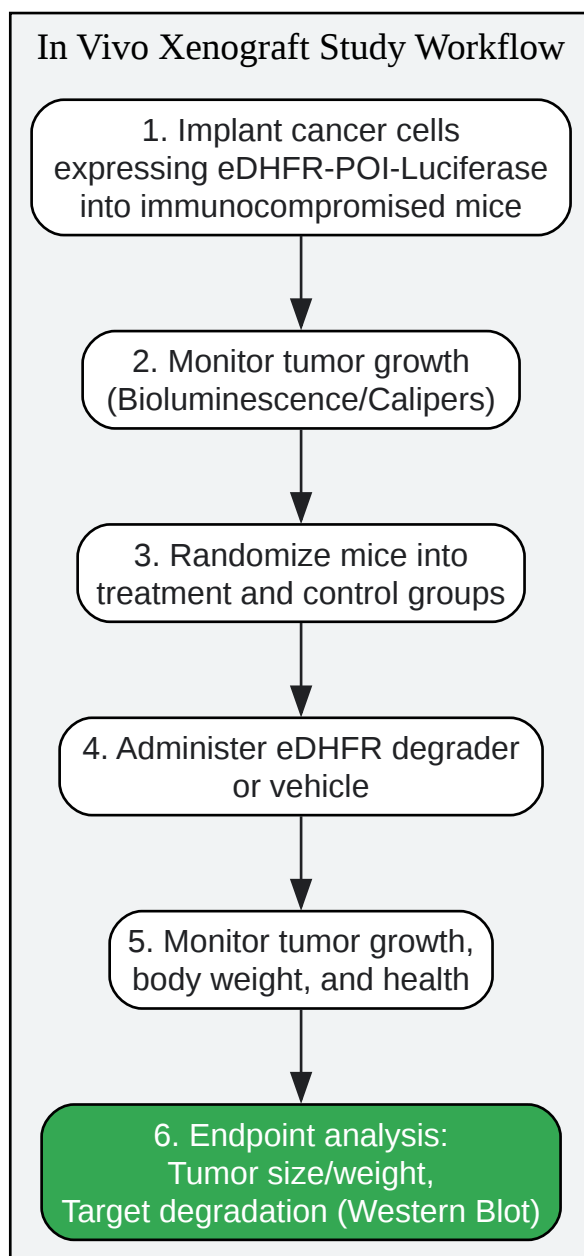 In Vivo Xenograft Study Workflow
1. Implant cancer cells
expressing eDHFR-POI-Luciferase
into immunocompromised mice
2. Monitor tumor growth
(Bioluminescence/Calipers)
3. Randomize mice into
treatment and control groups
4. Administer eDHFR degrader
or vehicle
5. Monitor tumor growth,
body weight, and health
6. Endpoint analysis:
Tumor size/weight,
Target degradation (Western Blot)